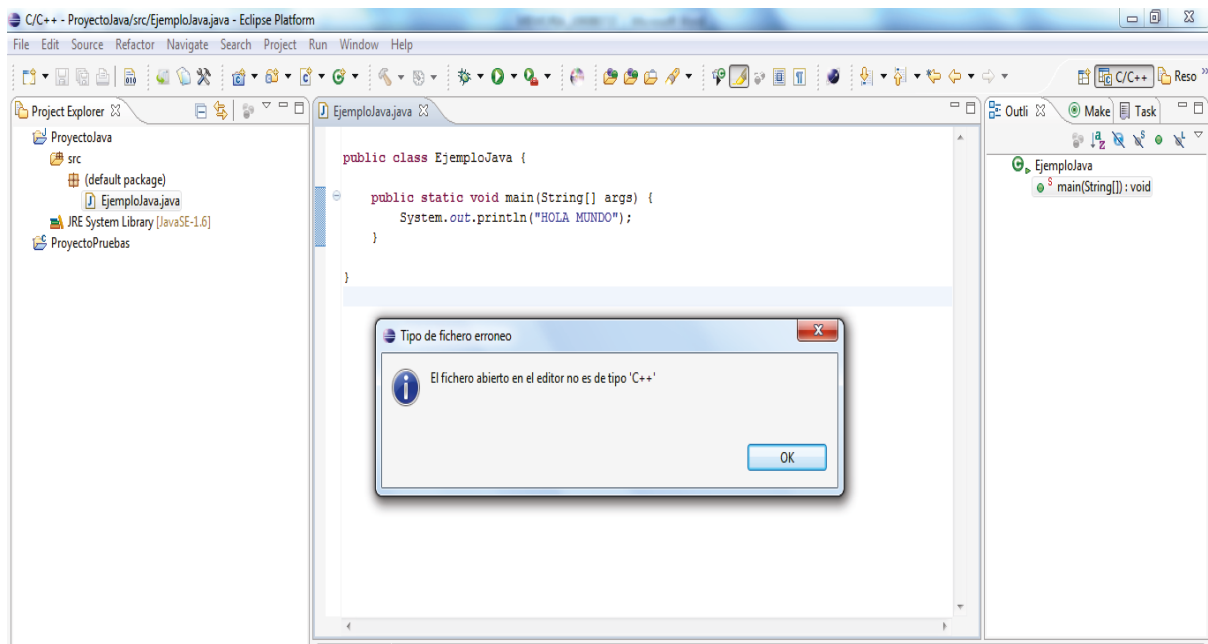 C/C++ - ProyectoJava/src/EjemploJava.java - Eclipse Platform
File Edit Source Refactor Navigate Search Project Run Window Help
C/C++ Reso
Project Explorer
EjemploJava.java
Outli Make Task
ProyectoJava
src
(default package)
EjemploJava.java
JRE System Library [JavaSE-1.6]
ProyectoPruebas
public class EjemploJava {
public static void main(String[] args) {
System.out.println("HOLA MUNDO");
}
}
EjemploJava
main(String[]) : void
Tipo de fichero erroneo
El fichero abierto en el editor no es de tipo 'C++'
OK